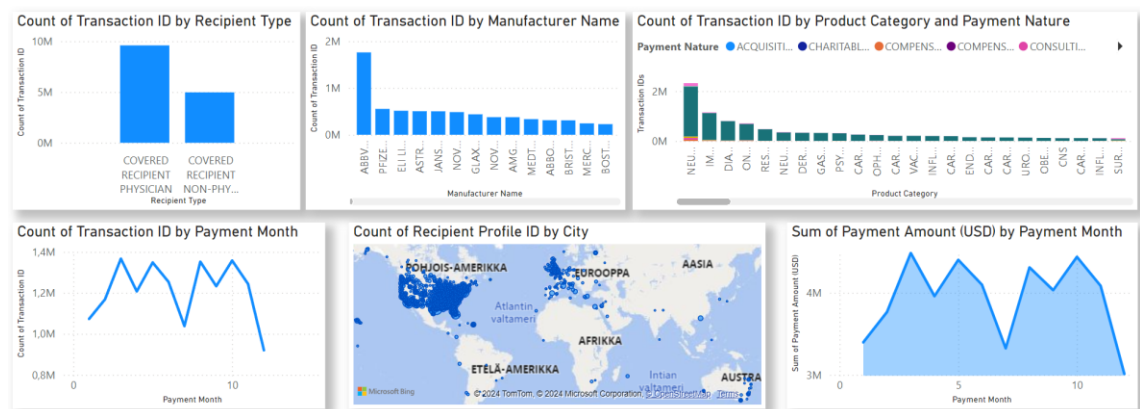 Count of Transaction ID by Recipient Type
Count of Transaction ID
10M
5M
0M
COVERED
RECIPIENT
PHYSICIAN
COVERED
RECIPIENT
NON-PHY...
Recipient Type
Count of Transaction ID by Manufacturer Name
Count of Transaction ID
2M
1M
0M
ABBV...
PFIZE...
ELI LI...
ASTR...
JANS...
NOV...
GLAX...
NOV...
AMG...
MEDT...
ABBO...
BRIST...
MERC...
BOST...
Manufacturer Name
Count of Transaction ID by Product Category and Payment Nature
Payment Nature ACQUISITI... CHARITABL... COMPENS... COMPENS... CONSULTI...
Transaction IDs
2M
0M
NEU...
IM...
DIA...
ON...
RES...
NEU...
DER...
GAS...
PSY...
CAR...
OPH...
CAR...
VAC...
INFL...
CAR...
END...
CAR...
CAR...
URO...
OBE...
CNS
CAR...
INFL...
SUR...
Product Category
Count of Transaction ID by Payment Month
Count of Transaction ID
1,4M
1,2M
1,0M
0,8M
0
10
Payment Month
Count of Recipient Profile ID by City
POHJOIS-AMERIKKA
EUROOPPA
AASIA
Atlantin
valtameri
AFRIKKA
ETELÄ-AMERIKKA
Intian
valtameri
AUSTRA
Microsoft Bing
© 2024 TomTom, © 2024 Microsoft Corporation, © OpenStreetMap Terms
Sum of Payment Amount (USD) by Payment Month
Sum of Payment Amount (USD)
4M
3M
0
5
10
Payment Month